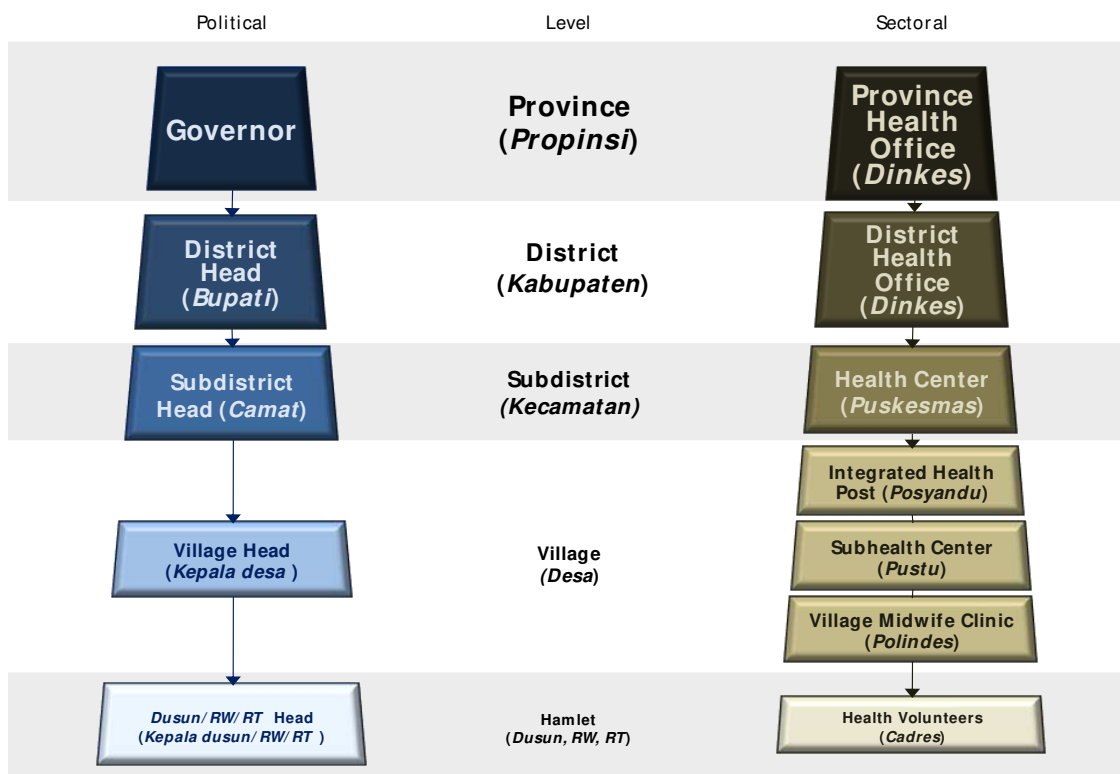 Political
Level
Sectoral
Governor
Province
(Propinsi)
Province
Health
Office
(Dinkes)
District
Head
(Bupati)
District
(Kabupaten)
District
Health
Office
(Dinkes)
Subdistrict
Head (Camat)
Subdistrict
(Kecamatan)
Health Center
(Puskesmas)
Integrated Health
Post (Posyandu)
Village Head
(Kepala desa )
Village
(Desa)
Subhealth Center
(Pustu)
Village Midwife Clinic
(Polindes)
Dusun/RW/RT Head
(Kepala dusun/RW/RT )
Hamlet
(Dusun, RW, RT)
Health Volunteers
(Cadres)